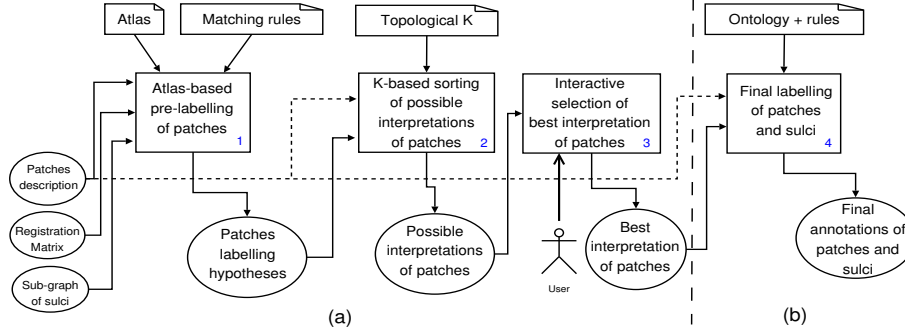 Atlas
Matching rules
Topological K
Ontology + rules
Atlas-based
pre-labelling
of patches
1
K-based sorting
of possible
interpretations
of patches
2
Interactive
selection of
best interpretation
of patches
3
Final labelling
of patches
and sulci
4
Patches
description
Registration
Matrix
Sub-graph
of sulci
Patches
labelling
hypotheses
Possible
interpretations
of patches
User
Best
interpretation
of patches
Final
annotations of
patches and
sulci
(a)
(b)